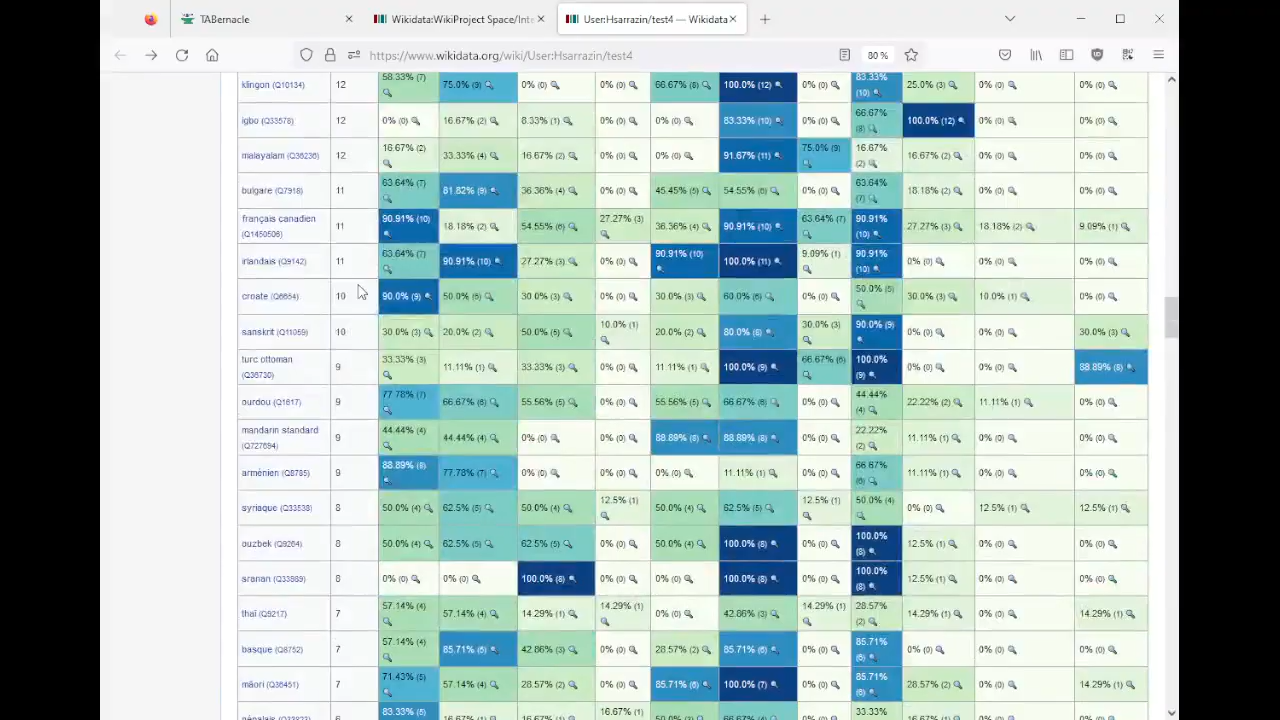 TABernacle
Wikidata:WikiProject Space/Inte
User:Hsarrazin/test4 — Wikidata
https://www.wikidata.org/wiki/User:Hsarrazin/test4
80 %
klingon (Q10134) 12 58.33% (7) 75.0% (9) 0% (0) 0% (0) 66.67% (8) 100.0% (12) 0% (0) 83.33% (10) 25.0% (3) 0% (0) 0% (0)
igbo (Q33578) 12 0% (0) 16.67% (2) 8.33% (1) 0% (0) 0% (0) 83.33% (10) 0% (0) 66.67% (8) 100.0% (12) 0% (0) 0% (0)
malayalam (Q36236) 12 16.67% (2) 33.33% (4) 16.67% (2) 0% (0) 0% (0) 91.67% (11) 75.0% (9) 16.67% (2) 16.67% (2) 0% (0) 0% (0)
bulgare (Q7918) 11 63.64% (7) 81.82% (9) 36.36% (4) 0% (0) 45.45% (5) 54.55% (6) 0% (0) 63.64% (7) 18.18% (2) 0% (0) 0% (0)
français canadien (Q1450506) 11 90.91% (10) 18.18% (2) 54.55% (6) 27.27% (3) 36.36% (4) 90.91% (10) 63.64% (7) 90.91% (10) 27.27% (3) 18.18% (2) 9.09% (1)
irlandais (Q9142) 11 63.64% (7) 90.91% (10) 27.27% (3) 0% (0) 90.91% (10) 100.0% (11) 9.09% (1) 90.91% (10) 0% (0) 0% (0) 0% (0)
croate (Q6654) 10 90.0% (9) 50.0% (5) 30.0% (3) 0% (0) 30.0% (3) 60.0% (6) 0% (0) 50.0% (5) 30.0% (3) 10.0% (1) 0% (0)
sanskrit (Q11059) 10 30.0% (3) 20.0% (2) 50.0% (5) 10.0% (1) 20.0% (2) 80.0% (8) 30.0% (3) 90.0% (9) 0% (0) 0% (0) 30.0% (3)
turc ottoman (Q36730) 9 33.33% (3) 11.11% (1) 33.33% (3) 0% (0) 11.11% (1) 100.0% (9) 66.67% (6) 100.0% (9) 0% (0) 0% (0) 88.89% (8)
ourdou (Q1617) 9 77.78% (7) 66.67% (6) 55.56% (5) 0% (0) 55.56% (5) 66.67% (6) 0% (0) 44.44% (4) 22.22% (2) 11.11% (1) 0% (0)
mandarin standard (Q727694) 9 44.44% (4) 44.44% (4) 0% (0) 0% (0) 88.89% (8) 88.89% (8) 0% (0) 22.22% (2) 11.11% (1) 0% (0) 0% (0)
arménien (Q8785) 9 88.89% (8) 77.78% (7) 0% (0) 0% (0) 0% (0) 11.11% (1) 0% (0) 66.67% (6) 11.11% (1) 0% (0) 0% (0)
syriaque (Q33538) 8 50.0% (4) 62.5% (5) 50.0% (4) 12.5% (1) 50.0% (4) 62.5% (5) 12.5% (1) 50.0% (4) 0% (0) 12.5% (1) 12.5% (1)
ouzbek (Q9264) 8 50.0% (4) 62.5% (5) 62.5% (5) 0% (0) 50.0% (4) 100.0% (8) 0% (0) 100.0% (8) 12.5% (1) 0% (0) 0% (0)
sranan (Q33989) 8 0% (0) 0% (0) 100.0% (8) 0% (0) 0% (0) 100.0% (8) 0% (0) 100.0% (8) 12.5% (1) 0% (0) 0% (0)
thaï (Q9217) 7 57.14% (4) 57.14% (4) 14.29% (1) 14.29% (1) 0% (0) 42.86% (3) 14.29% (1) 28.57% (2) 14.29% (1) 0% (0) 14.29% (1)
basque (Q8752) 7 57.14% (4) 85.71% (6) 42.86% (3) 0% (0) 28.57% (2) 85.71% (6) 0% (0) 85.71% (6) 0% (0) 0% (0) 0% (0)
māori (Q36451) 7 71.43% (5) 57.14% (4) 28.57% (2) 0% (0) 85.71% (6) 100.0% (7) 0% (0) 85.71% (6) 28.57% (2) 0% (0) 14.29% (1)
83.33% (5) 16.67% (1) 33.33%